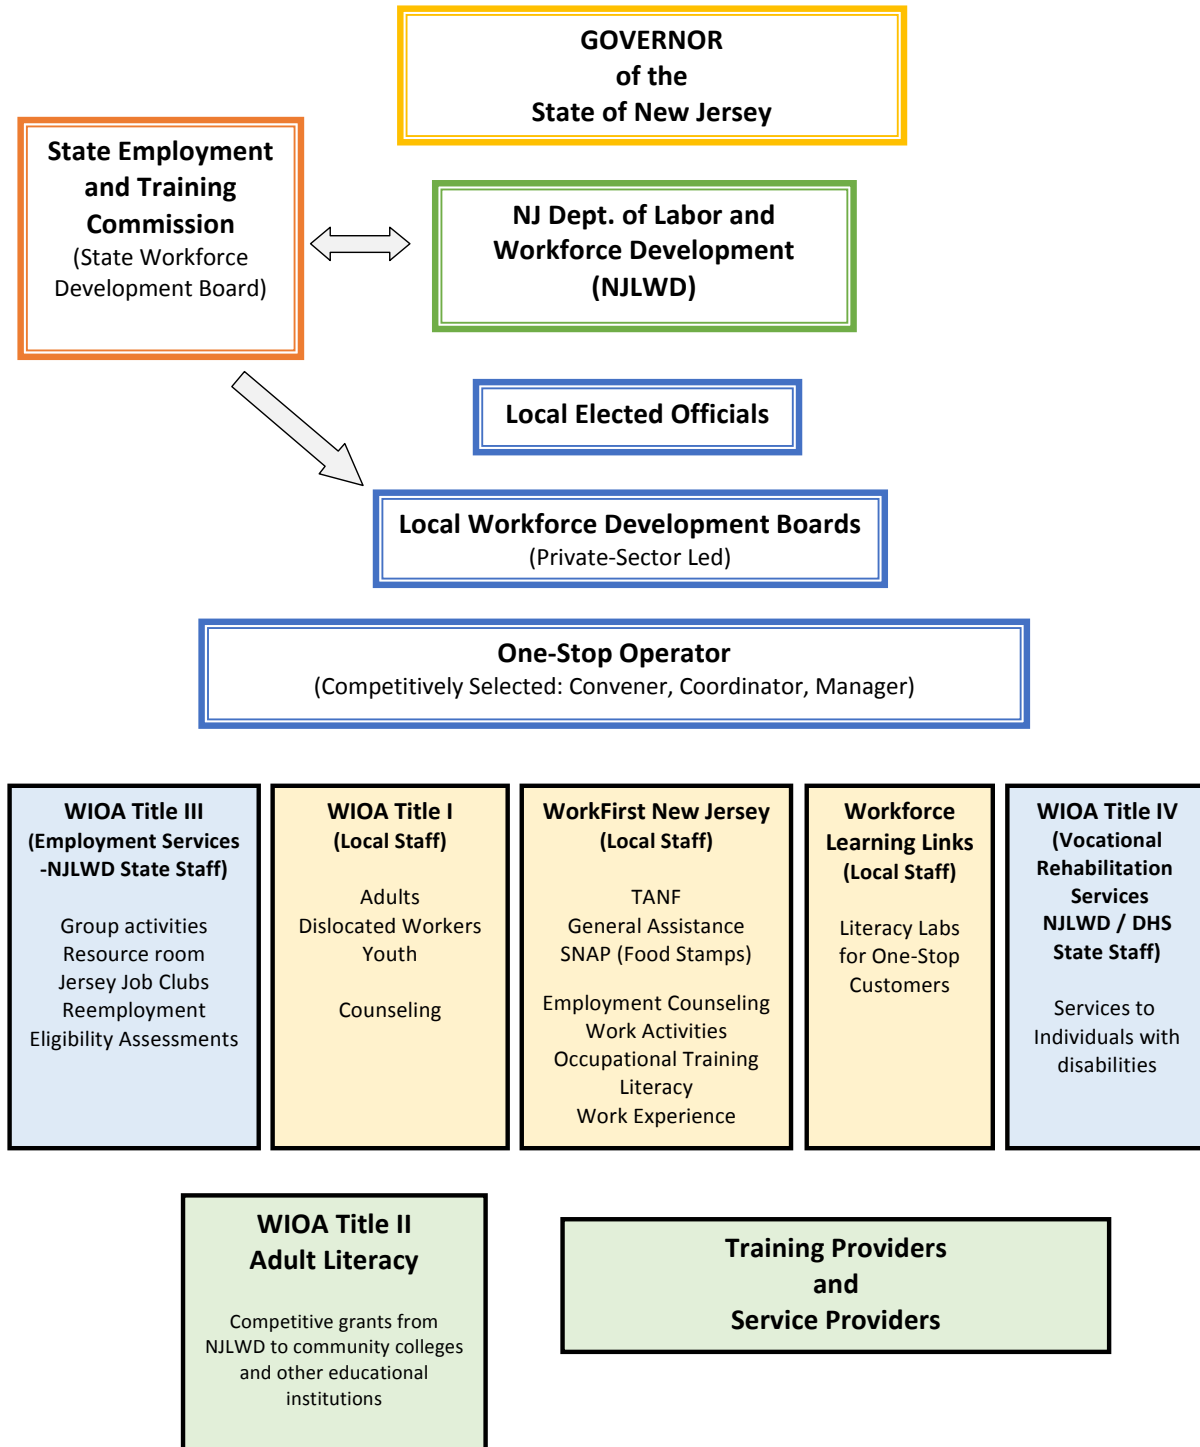 GOVERNOR
of the
State of New Jersey
State Employment
and Training
Commission
(State Workforce
Development Board)
NJ Dept. of Labor and
Workforce Development
(NJLWD)
Local Elected Officials
Local Workforce Development Boards
(Private-Sector Led)
One-Stop Operator
(Competitively Selected: Convener, Coordinator, Manager)
WIOA Title III
(Employment Services
-NJLWD State Staff)
Group activities
Resource room
Jersey Job Clubs
Reemployment
Eligibility Assessments
WIOA Title I
(Local Staff)
Adults
Dislocated Workers
Youth
Counseling
WorkFirst New Jersey
(Local Staff)
TANF
General Assistance
SNAP (Food Stamps)
Employment Counseling
Work Activities
Occupational Training
Literacy
Work Experience
Workforce
Learning Links
(Local Staff)
Literacy Labs
for One-Stop
Customers
WIOA Title IV
(Vocational
Rehabilitation
Services
NJLWD / DHS
State Staff)
Services to
Individuals with
disabilities
WIOA Title II
Adult Literacy
Competitive grants from
NJLWD to community colleges
and other educational
institutions
Training Providers
and
Service Providers